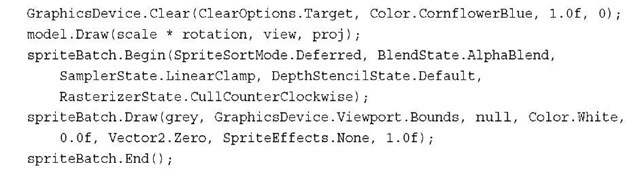 GraphicsDevice.Clear(ClearOptions.Target, Color.CornflowerBlue, 1.0f, 0);
model.Draw(scale * rotation, view, proj);
spriteBatch.Begin(SpriteSortMode.Deferred, BlendState.AlphaBlend,
SamplerState.LinearClamp, DepthStencilState.Default,
RasterizerState.CullCounterClockwise);
spriteBatch.Draw(grey, GraphicsDevice.Viewport.Bounds, null, Color.White,
0.0f, Vector2.Zero, SpriteEffects.None, 1.0f);
spriteBatch.End();